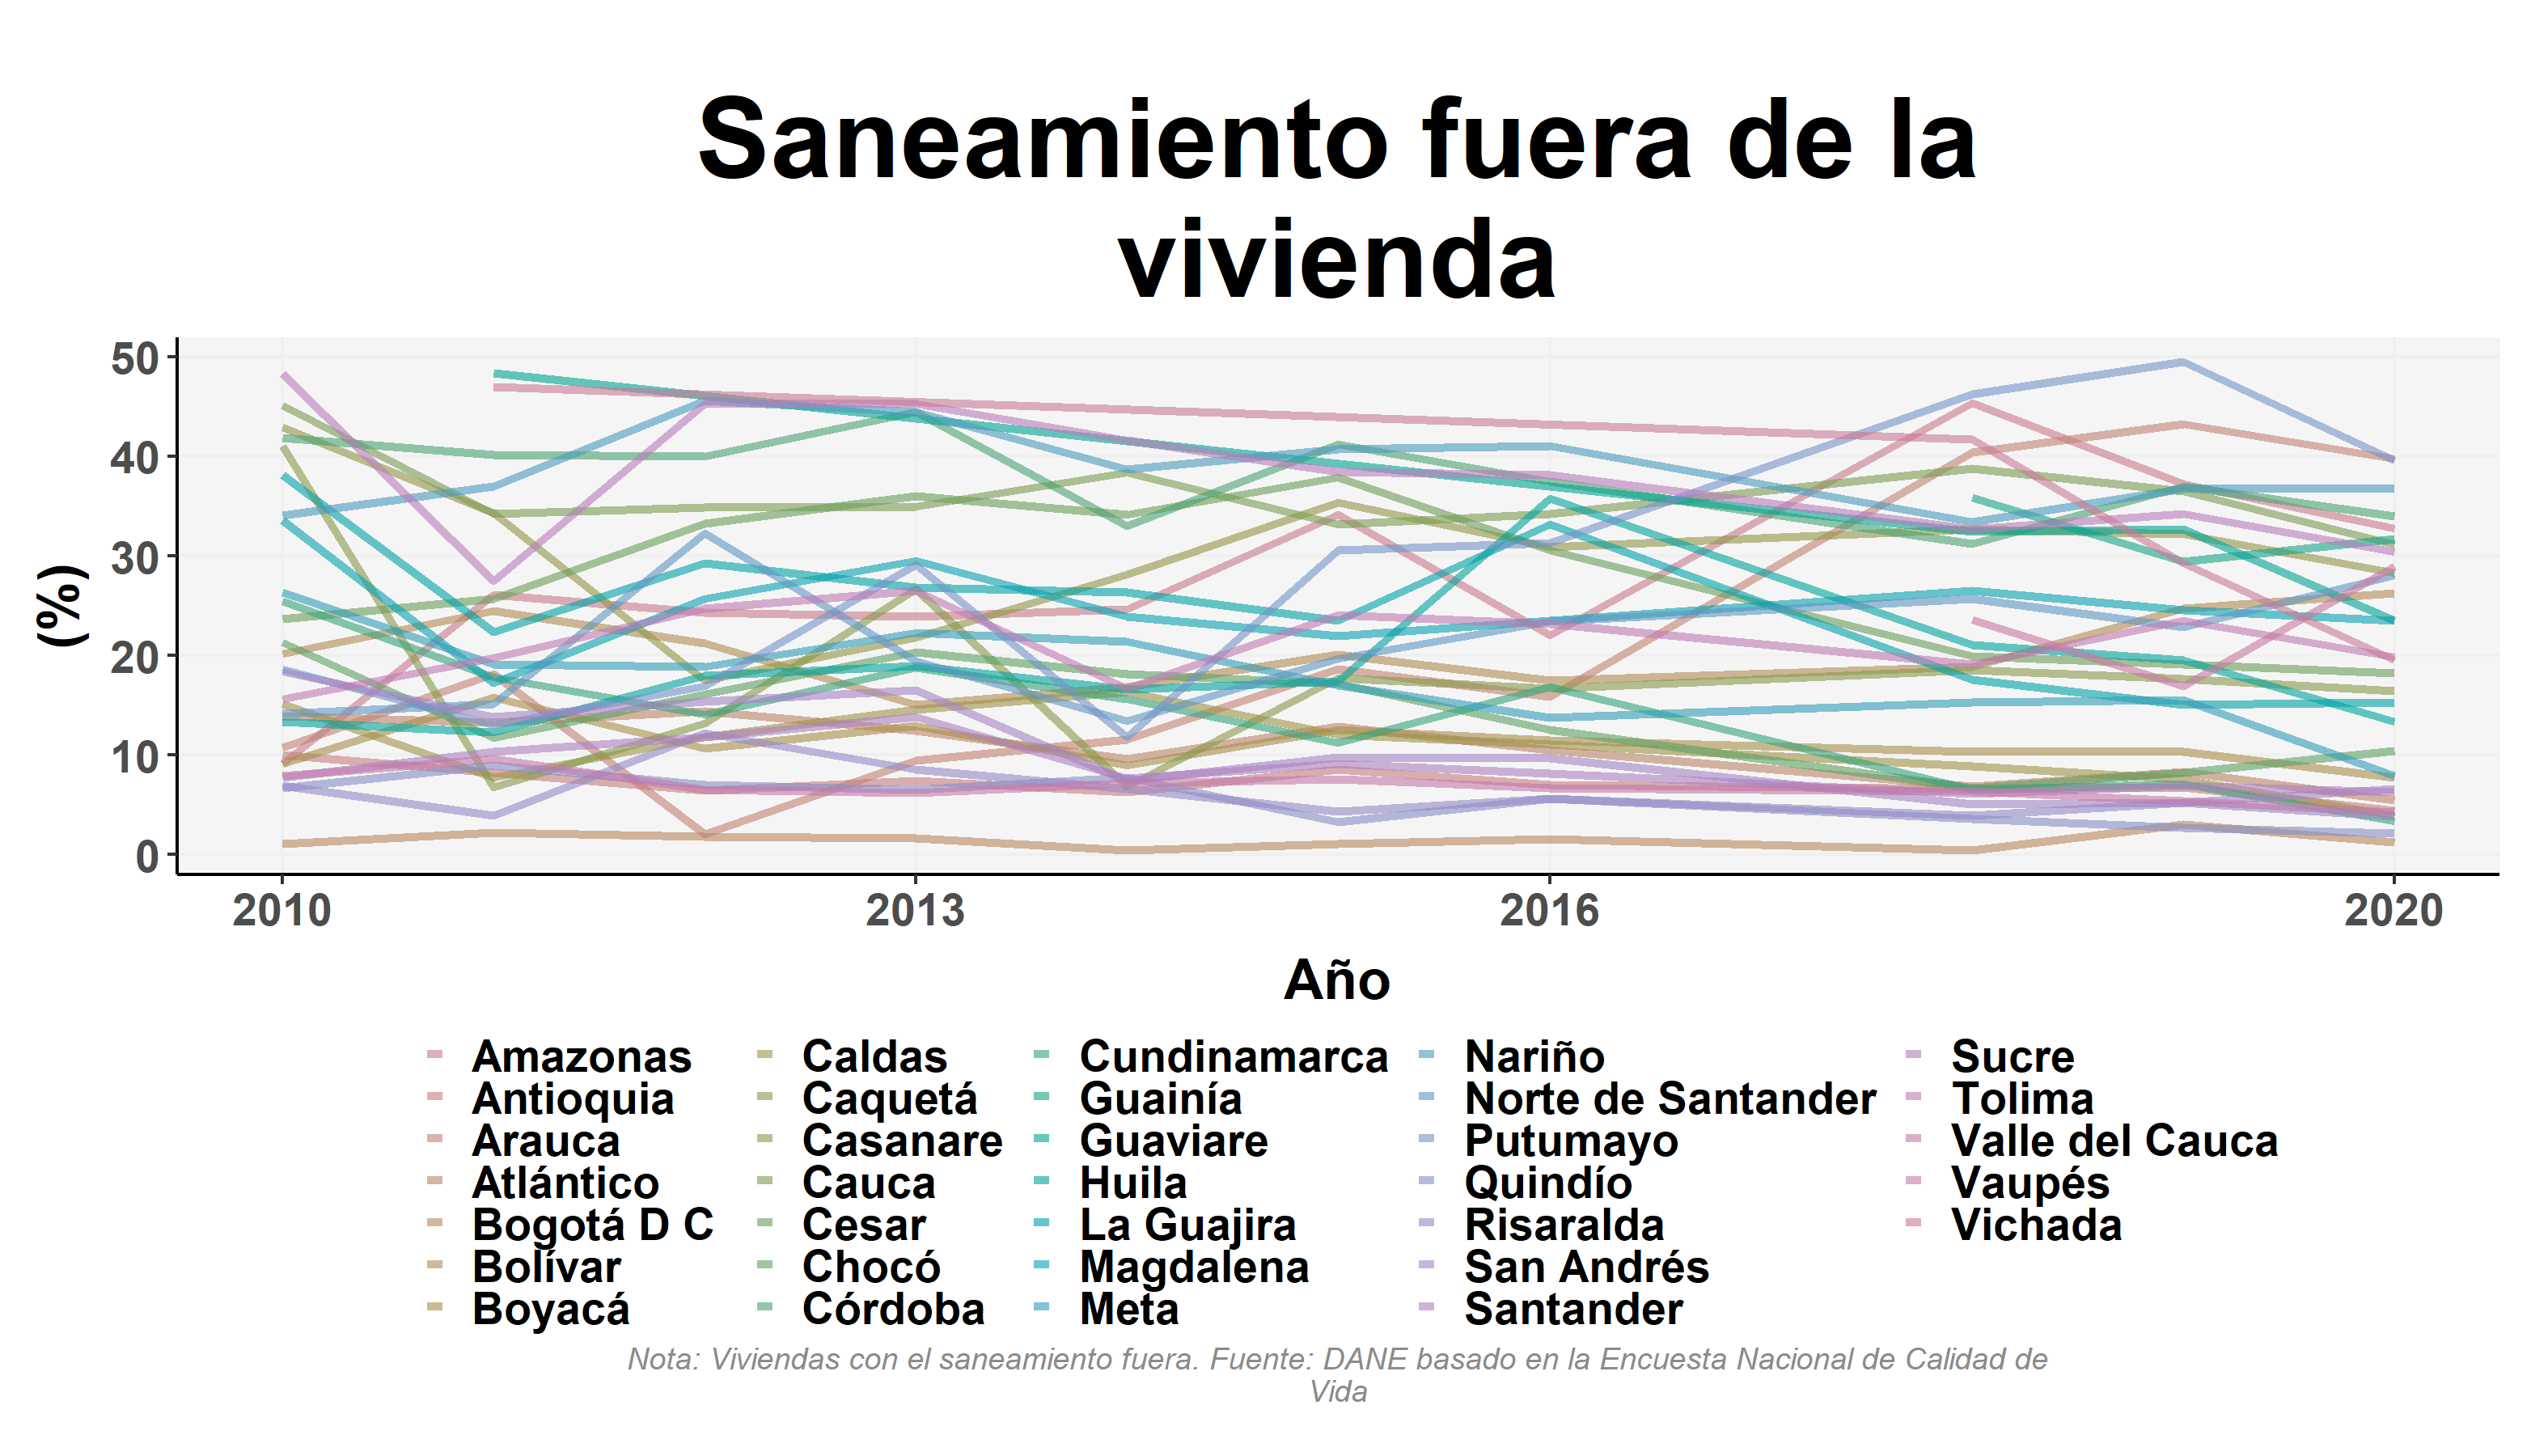 Saneamiento fuera de la
vivienda
(%)
50
40
30
20
10
0
2010 2013 2016 2020
Año
Amazonas
Antioquia
Arauca
Atlántico
Bogotá D C
Bolívar
Boyacá
Caldas
Caquetá
Casanare
Cauca
Cesar
Chocó
Córdoba
Cundinamarca
Guainía
Guaviare
Huila
La Guajira
Magdalena
Meta
Nariño
Norte de Santander
Putumayo
Quindío
Risaralda
San Andrés
Santander
Sucre
Tolima
Valle del Cauca
Vaupés
Vichada
Nota: Viviendas con el saneamiento fuera. Fuente: DANE basado en la Encuesta Nacional de Calidad de
Vida